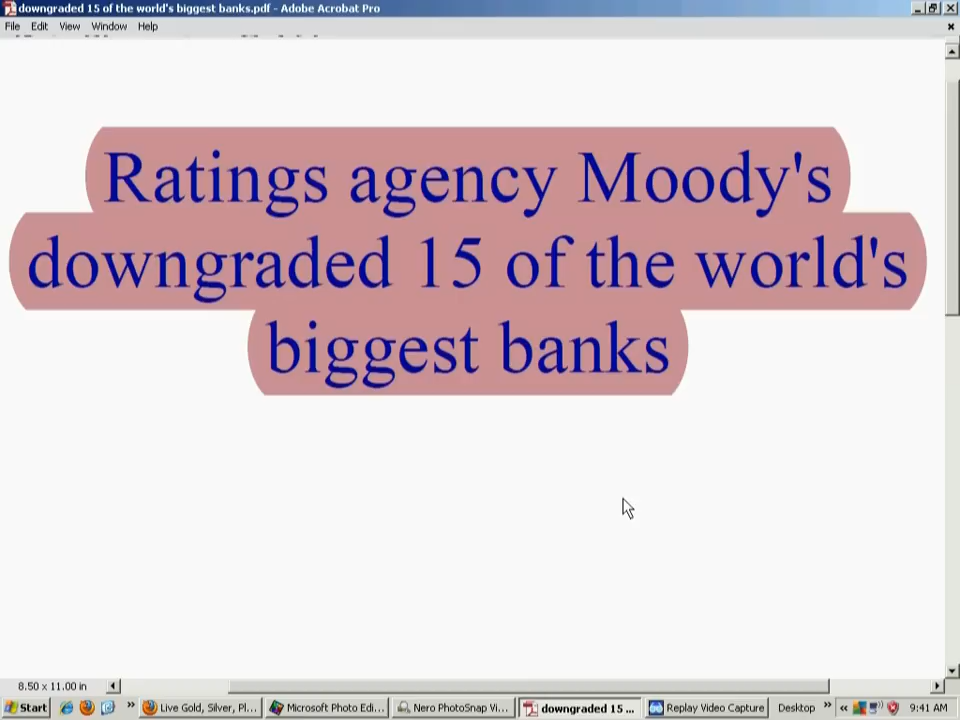 downgraded 15 of the world's biggest banks.pdf - Adobe Acrobat Pro
File Edit View Window Help
Ratings agency Moody's
downgraded 15 of the world's
biggest banks
8.50 x 11.00 in
Start » Live Gold, Silver, Pl... Microsoft Photo Edi... Nero PhotoSnap Vi... downgraded 15 ... Replay Video Capture Desktop » « 9:41 AM